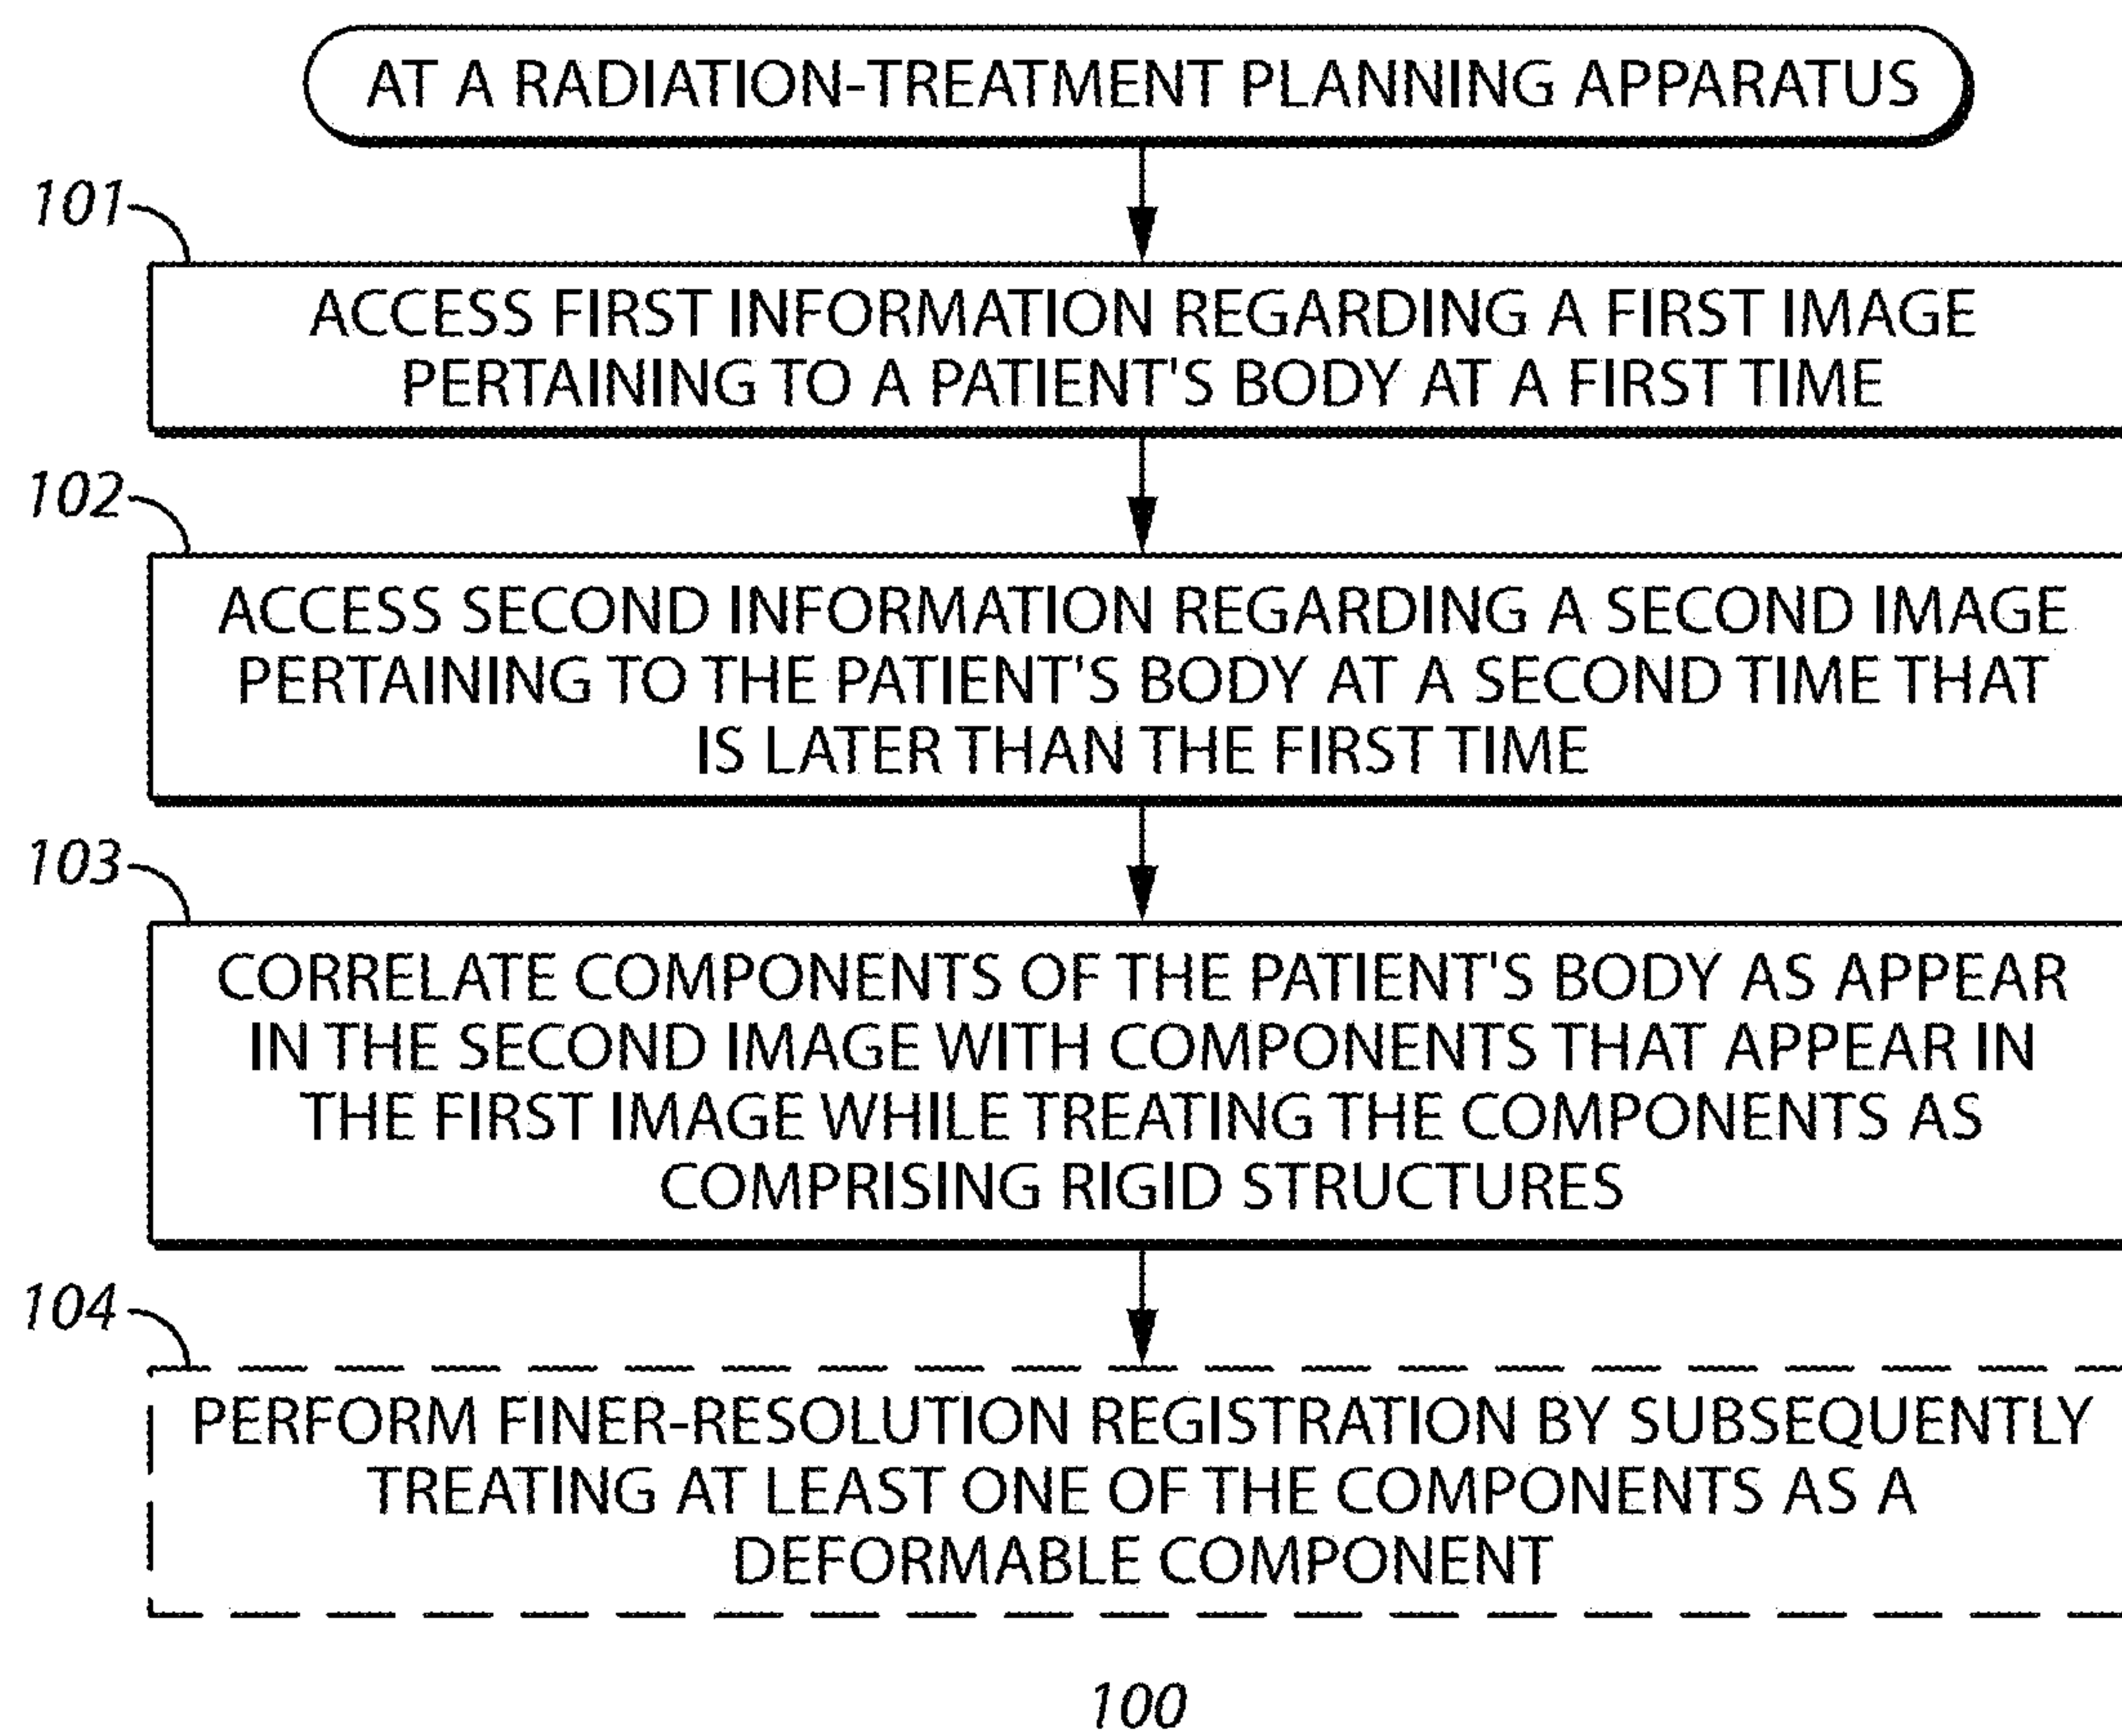 AT A RADIATION-TREATMENT PLANNING APPARATUS
101
ACCESS FIRST INFORMATION REGARDING A FIRST IMAGE
PERTAINING TO A PATIENT'S BODY AT A FIRST TIME
102
ACCESS SECOND INFORMATION REGARDING A SECOND IMAGE
PERTAINING TO THE PATIENT'S BODY AT A SECOND TIME THAT
IS LATER THAN THE FIRST TIME
103
CORRELATE COMPONENTS OF THE PATIENT'S BODY AS APPEAR
IN THE SECOND IMAGE WITH COMPONENTS THAT APPEAR IN
THE FIRST IMAGE WHILE TREATING THE COMPONENTS AS
COMPRISING RIGID STRUCTURES
104
PERFORM FINER-RESOLUTION REGISTRATION BY SUBSEQUENTLY
TREATING AT LEAST ONE OF THE COMPONENTS AS A
DEFORMABLE COMPONENT
100